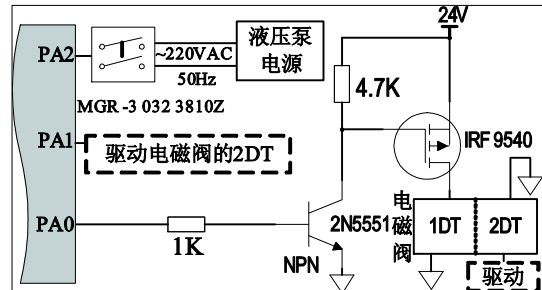 24V
PA2
~220VAC
50Hz
液压泵
电源
MGR -3 032 3810Z
4.7K
PA1
驱动电磁阀的2DT
IRF 9540
PA0
1K
2N5551
NPN
电磁阀
1DT
2DT
驱动